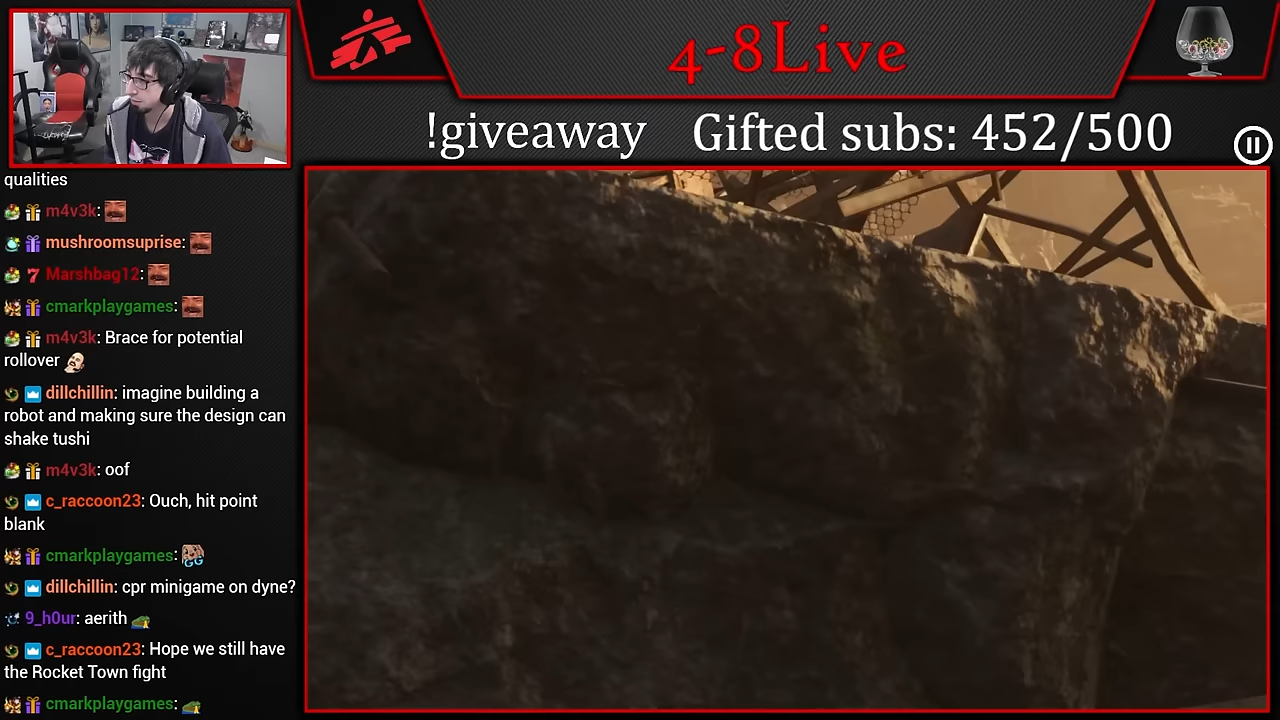 4-8Live
!giveaway Gifted subs: 452/500
qualities
m4v3k:
mushroomsuprise:
7 Marshbag12:
cmarkplaygames:
m4v3k: Brace for potential
rollover
dillchillin: imagine building a
robot and making sure the design can
shake tushi
m4v3k: oof
c_raccoon23: Ouch, hit point
blank
cmarkplaygames: GG
dillchillin: cpr minigame on dyne?
9_h0ur: aerith
c_raccoon23: Hope we still have
the Rocket Town fight
cmarkplaygames: